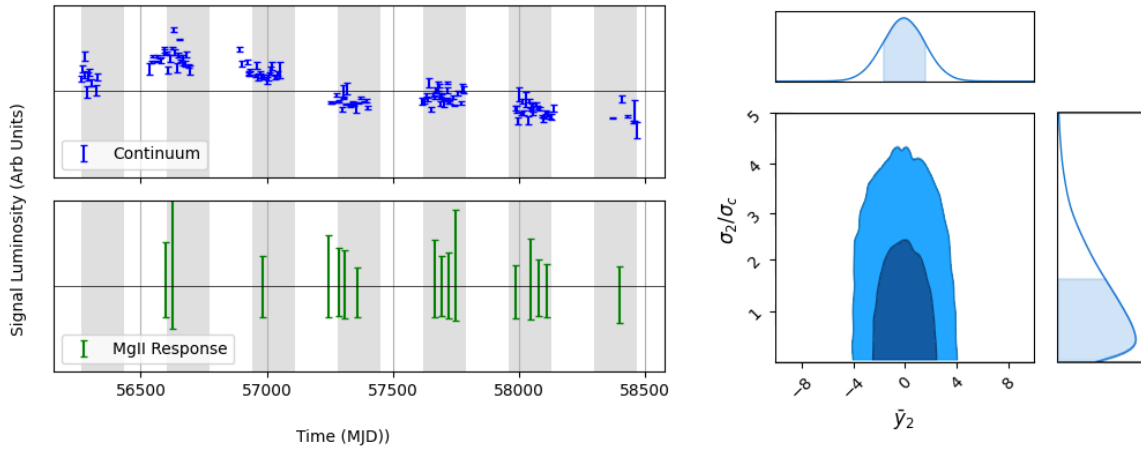 Signal Luminosity (Arb Units)
Continuum
MgII Response
56500
57000
57500
58000
58500
Time (MJD))
σ₂/σ_c
5
4
3
2
1
-8
-4
0
4
8
ȳ₂